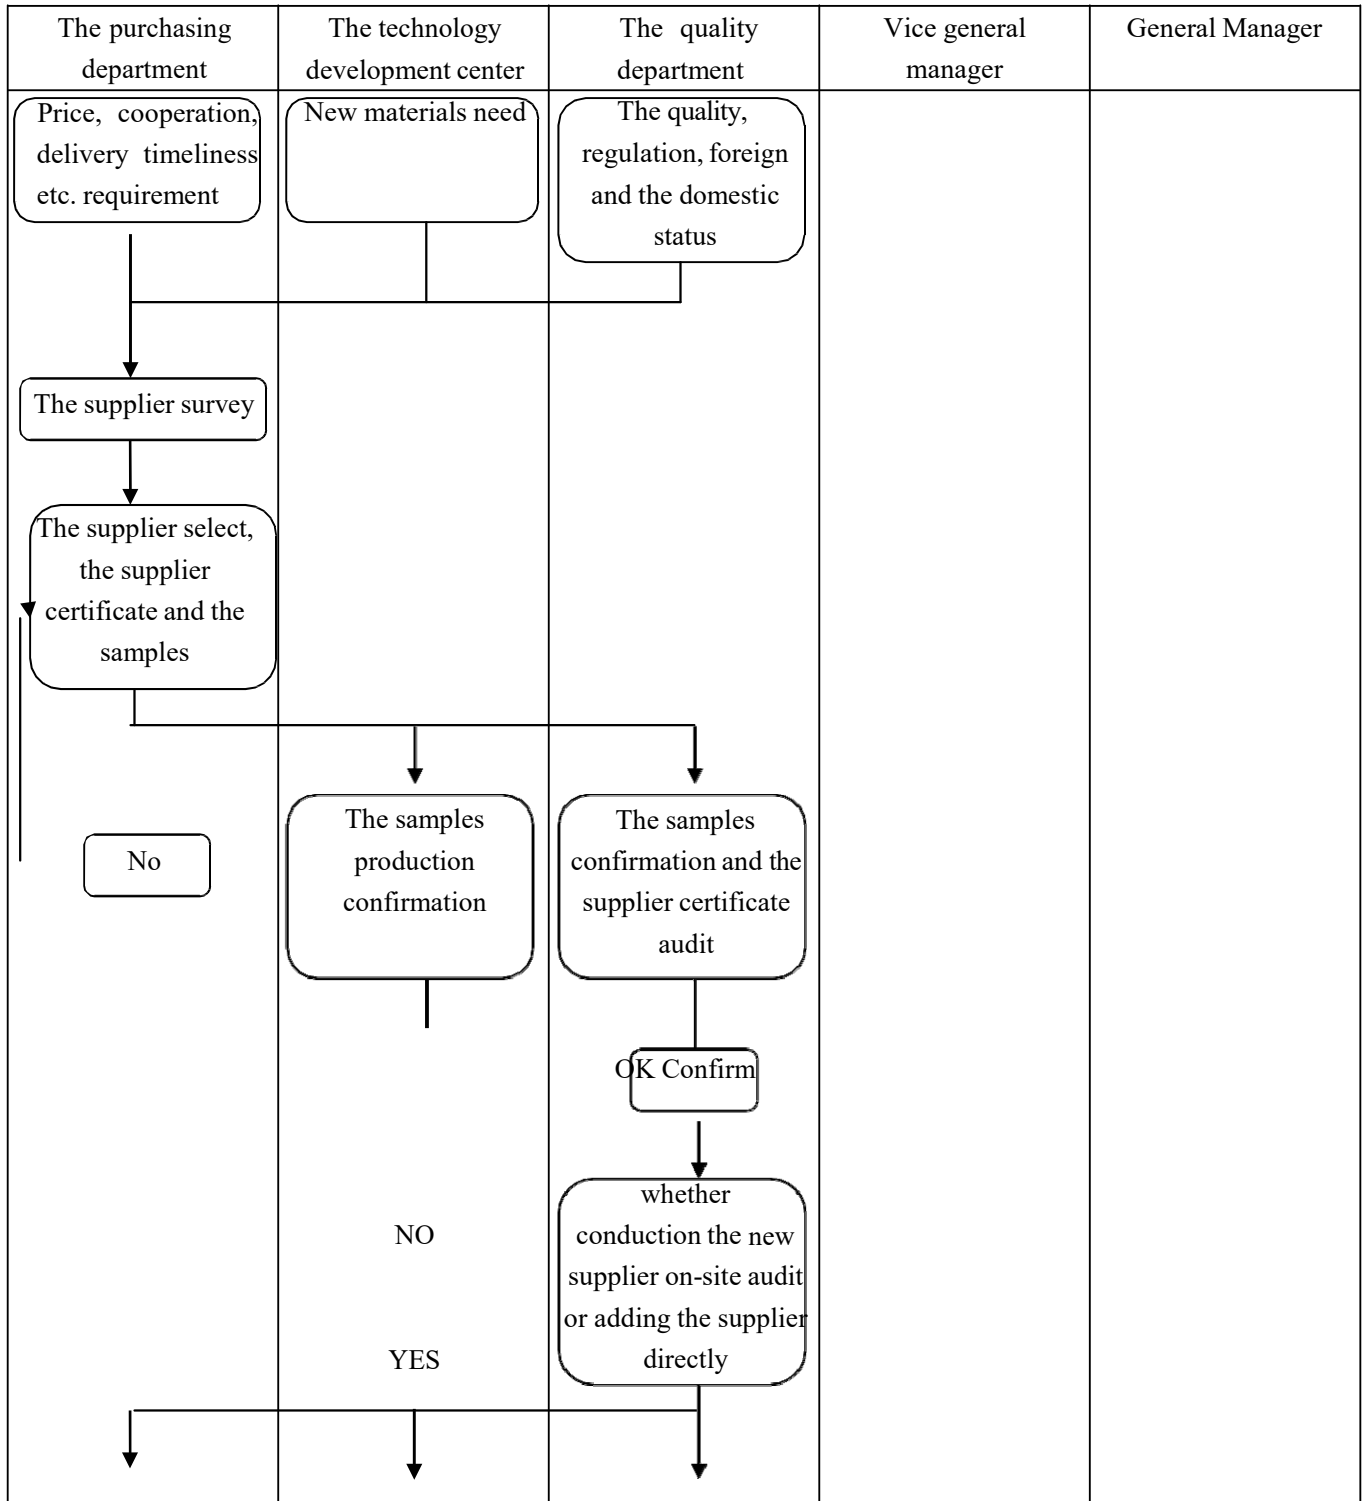 The purchasing
department
The technology
development center
The quality
department
Vice general
manager
General Manager
Price, cooperation,
delivery timeliness
etc. requirement
New materials need
The quality,
regulation, foreign
and the domestic
status
The supplier survey
The supplier select,
the supplier
certificate and the
samples
No
The samples
production
confirmation
The samples
confirmation and the
supplier certificate
audit
OK Confirm
NO
YES
whether
conduction the new
supplier on-site audit
or adding the supplier
directly